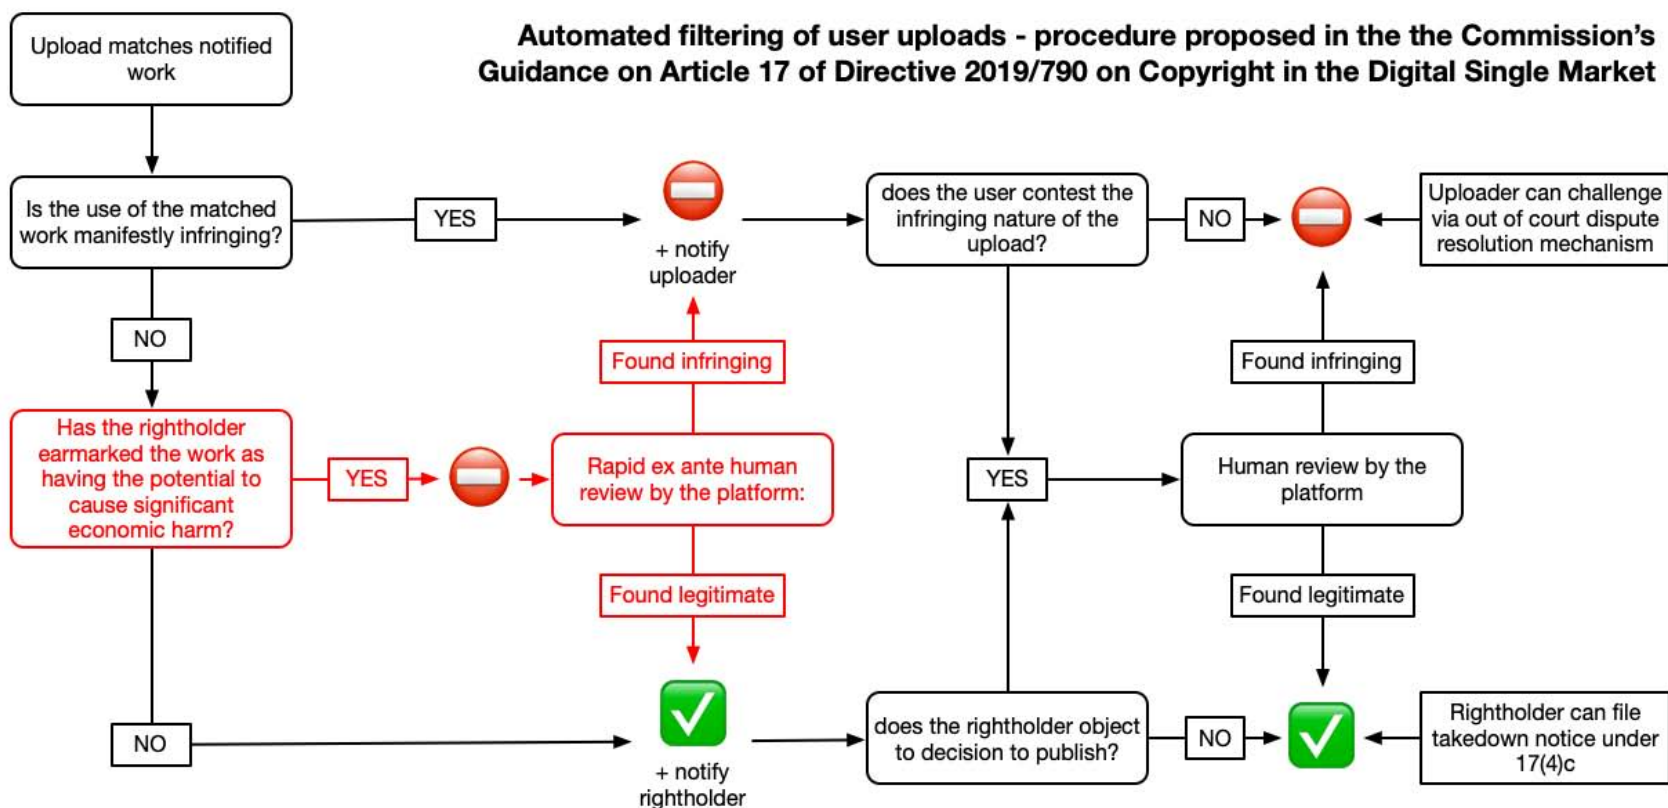 Automated filtering of user uploads - procedure proposed in the the Commission's
Guidance on Article 17 of Directive 2019/790 on Copyright in the Digital Single Market
Upload matches notified
work
Is the use of the matched
work manifestly infringing?
YES
+ notify
uploader
does the user contest the
infringing nature of the
upload?
NO
Uploader can challenge
via out of court dispute
resolution mechanism
NO
Found infringing
Found infringing
Has the rightholder
earmarked the work as
having the potential to
cause significant
economic harm?
YES
Rapid ex ante human
review by the platform:
YES
Human review by the
platform
Found legitimate
Found legitimate
NO
+ notify
rightholder
does the rightholder object
to decision to publish?
NO
Rightholder can file
takedown notice under
17(4)c